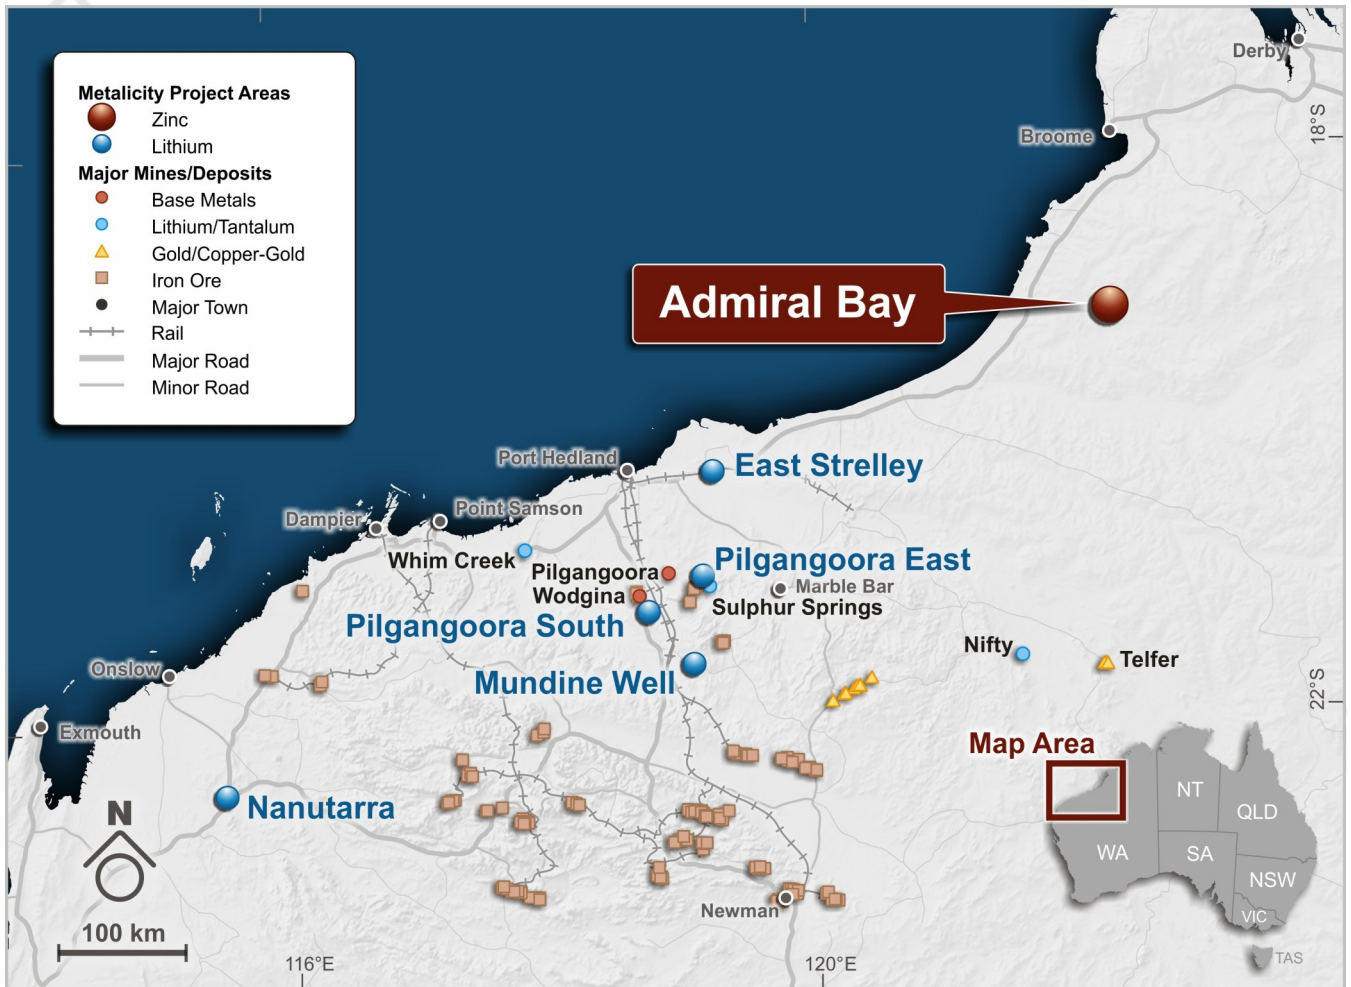 Metalicity Project Areas
Zinc
Lithium
Major Mines/Deposits
Base Metals
Lithium/Tantalum
Gold/Copper-Gold
Iron Ore
Major Town
Rail
Major Road
Minor Road
Derby
18°S
Broome
Admiral Bay
Port Hedland
East Strelley
Point Samson
Dampier
Whim Creek
Pilgangoora East
Pilgangoora
Marble Bar
Wodgina
Sulphur Springs
Pilgangoora South
Nifty
Telfer
Onslow
Mundine Well
22°S
Exmouth
Map Area
Nanutarra
N
NT
QLD
WA
SA
NSW
VIC
TAS
Newman
100 km
116°E
120°E